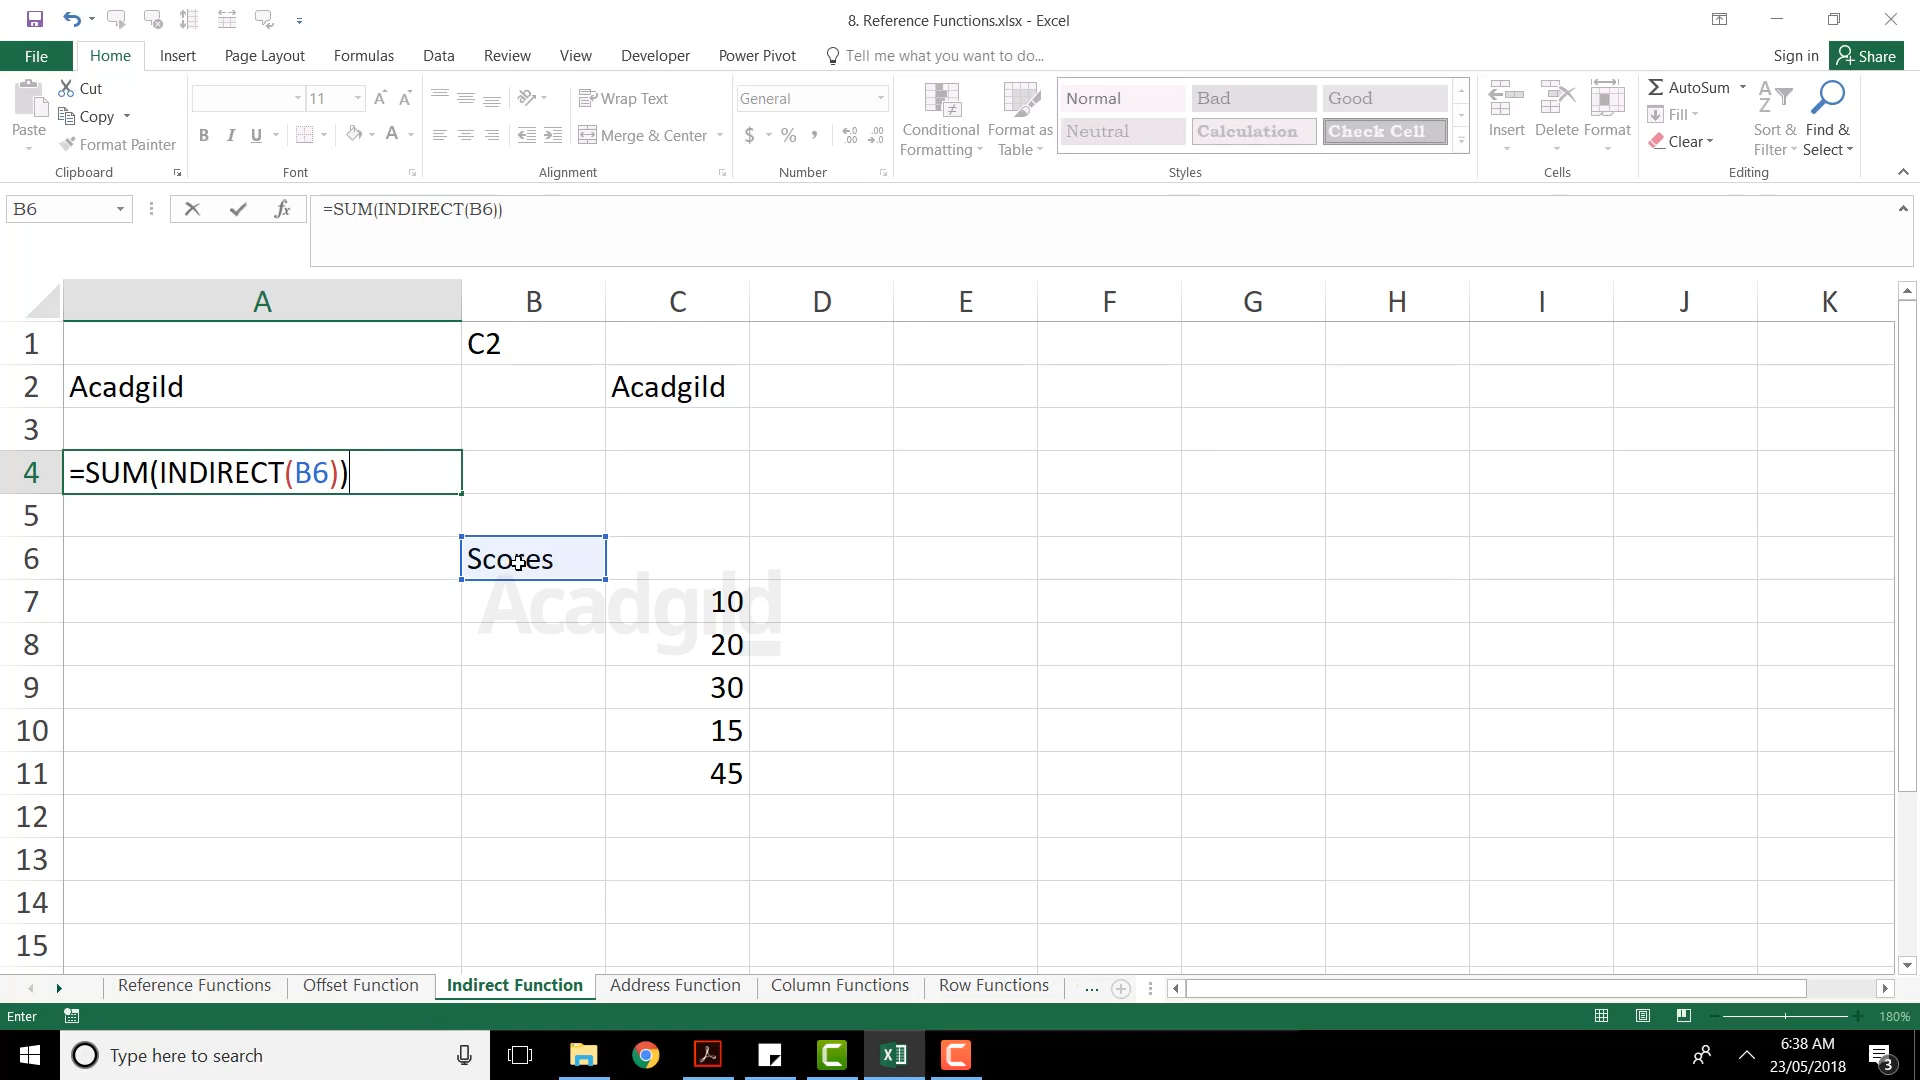 8. Reference Functions.xlsx - Excel
File Home Insert Page Layout Formulas Data Review View Developer Power Pivot Tell me what you want to do... Sign in Share
Paste
Cut
Copy
Format Painter
Clipboard
11
B I U A
Font
Wrap Text
Merge & Center
Alignment
General
$ % ,
Number
Conditional
Formatting
Format as
Table
Normal Bad Good
Neutral Calculation Check Cell
Styles
Insert Delete Format
Cells
AutoSum
Fill
Clear
Sort &
Filter
Find &
Select
Editing
B6 fx =SUM(INDIRECT(B6))
A B C D E F G H I J K
1 C2
2 Acadgild Acadgild
3
4 =SUM(INDIRECT(B6))
5
6 Scores
Acadgild
7 10
8 20
9 30
10 15
11 45
12
13
14
15
Reference Functions Offset Function Indirect Function Address Function Column Functions Row Functions ...
Enter 180%
Type here to search
6:38 AM
23/05/2018
3